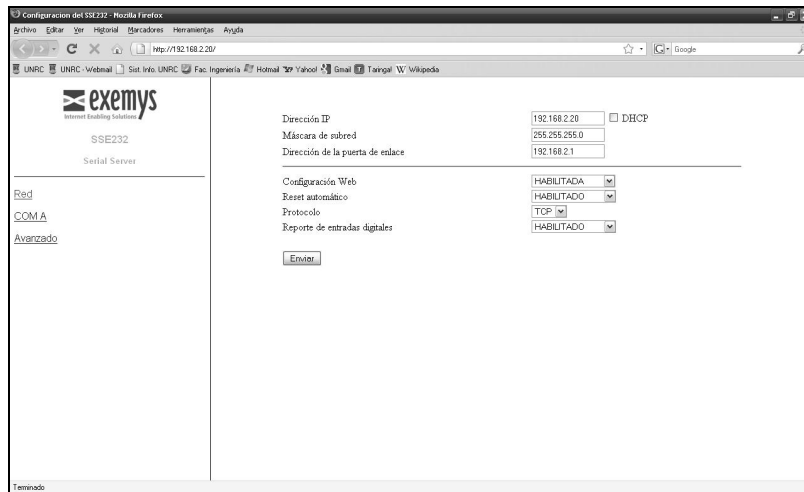 Configuracion del SSE232 - Mozilla Firefox
Archivo Editar Ver Historial Marcadores Herramientas Ayuda
http://192.168.2.20/
Google
UNRC UNRC - Webmail Sist. Info. UNRC Fac. Ingeniería Hotmail Yahoo! Gmail Taringa! Wikipedia
exemys
Internet Enabling Solutions
SSE232
Serial Server
Red
COM A
Avanzado
Dirección IP 192.168.2.20 DHCP
Máscara de subred 255.255.255.0
Dirección de la puerta de enlace 192.168.2.1
Configuración Web HABILITADA
Reset automático HABILITADO
Protocolo TCP
Reporte de entradas digitales HABILITADO
Enviar
Terminado